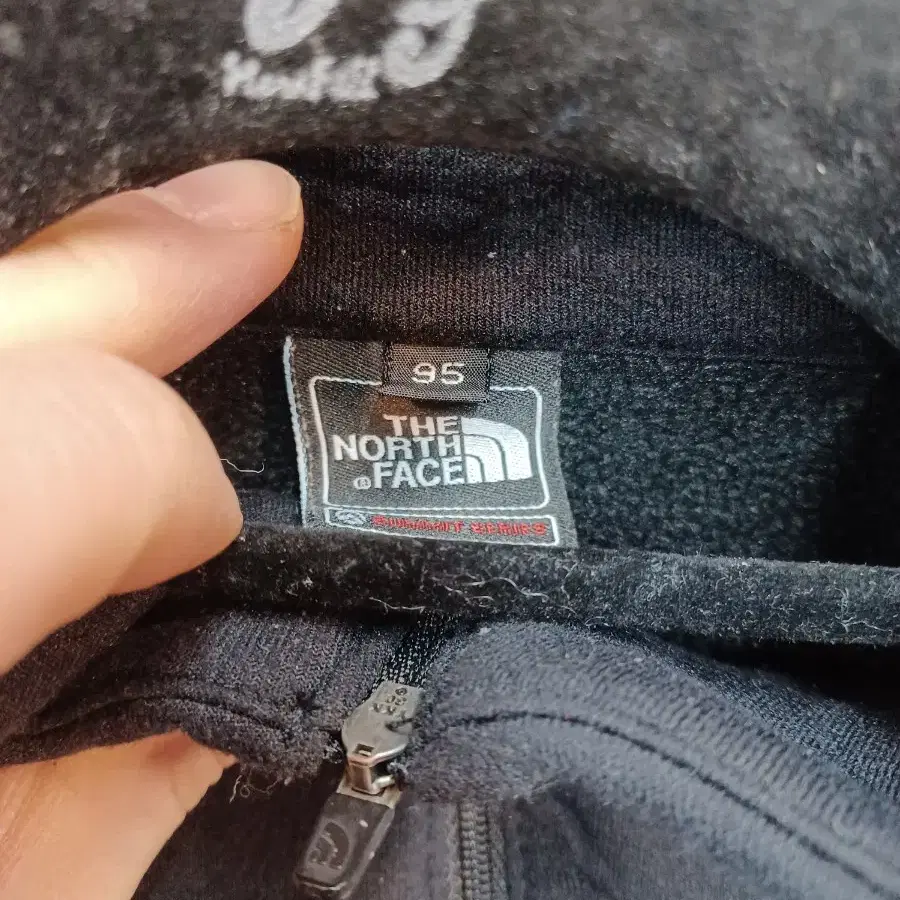 95
THE
NORTH
FACE
SUMMIT SERIES